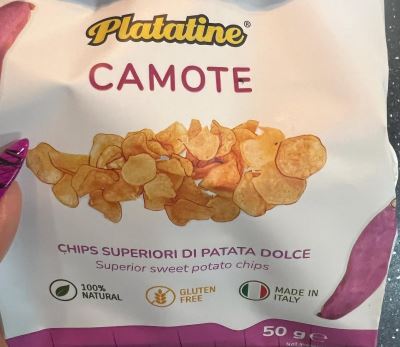 Platatine®
CAMOTE
CHIPS SUPERIORI DI PATATA DOLCE
Superior sweet potato chips
100%
NATURAL
GLUTEN
FREE
MADE IN
ITALY
50 g e